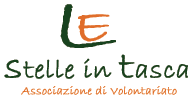 LE
Stelle in tasca
Associazione di Volontariato